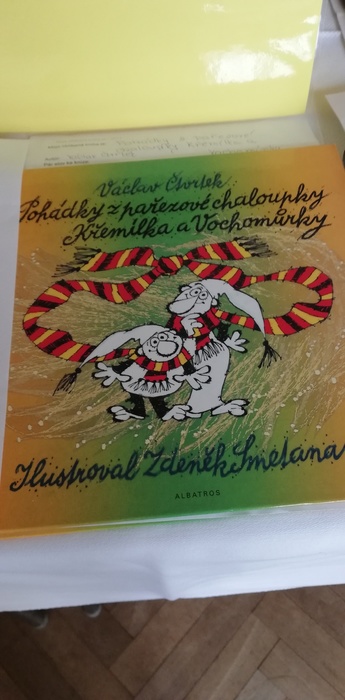 Václav Čtvrtek
Pohádky z pařezové chaloupky
Křemílka a Vochomůrky
Ilustroval Zdeněk Smetana
ALBATROS